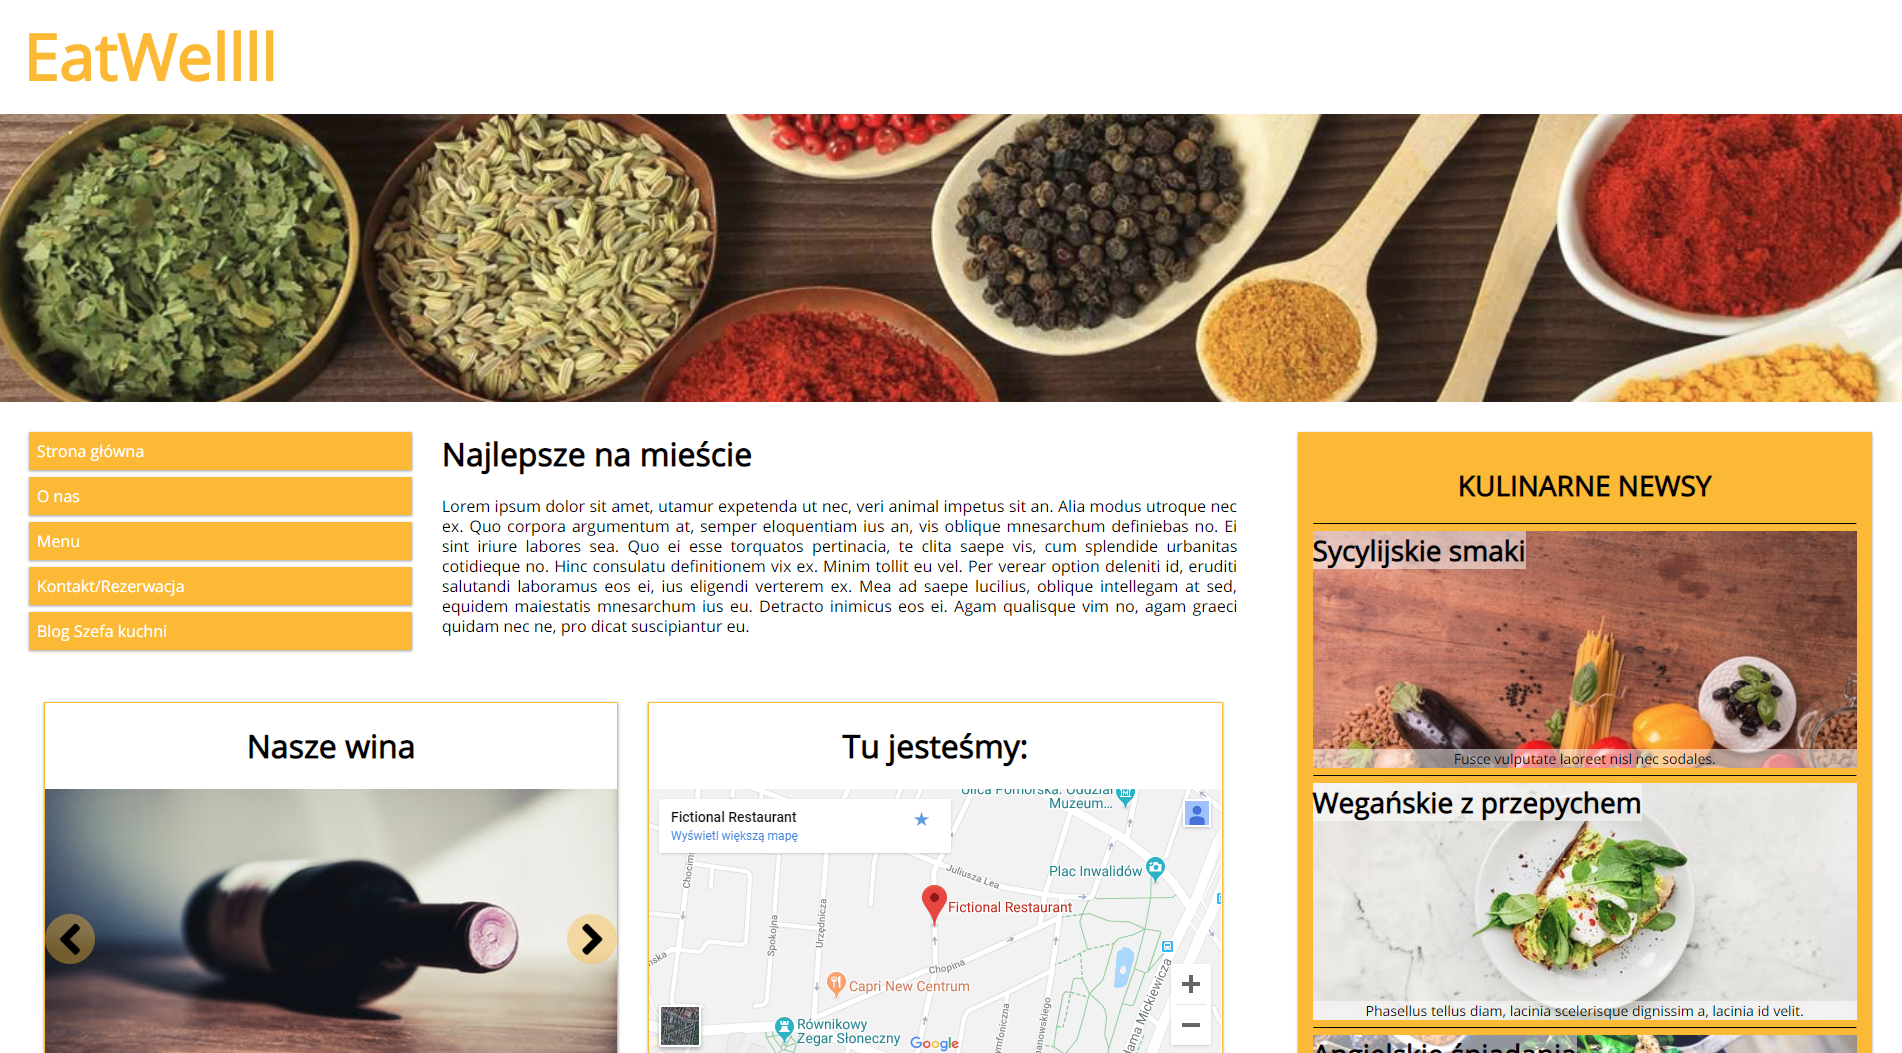 EatWellll
Strona główna
O nas
Menu
Kontakt/Rezerwacja
Blog Szefa kuchni
Najlepsze na mieście
Lorem ipsum dolor sit amet, utamur expetenda ut nec, veri animal impetus sit an. Alia modus utroque nec
ex. Quo corpora argumentum at, semper eloquentiam ius an, vis oblique mnesarchum definiebas no. Ei
sint iriure labores sea. Quo ei esse torquatos pertinacia, te clita saepe vis, cum splendide urbanitas
cotidieque no. Hinc consulatu definitionem vix ex. Minim tollit eu vel. Per verear option deleniti id, eruditi
salutandi laboramus eos ei, ius eligendi verterem ex. Mea ad saepe lucilius, oblique intellegam at sed,
equidem maiestatis mnesarchum ius eu. Detracto inimicus eos ei. Agam qualisque vim no, agam graeci
quidam nec ne, pro dicat suscipiantur eu.
Nasze wina
Tu jesteśmy:
Fictional Restaurant
Wyświetl większą mapę
Ulica Pomorska. Oddział
Muzeum...
Plac Inwalidów
Juliusza Lea
Fictional Restaurant
Urzędnicza
Spokojna
Chopina
Capri New Centrum
Równikowy
Zegar Słoneczny
Google
Mickiewicza
KULINARNE NEWSY
Sycylijskie smaki
Fusce vulputate laoreet nisl nec sodales.
Wegańskie z przepychem
Phasellus tellus diam, lacinia scelerisque dignissim a, lacinia id velit.
Angielskie śniadania